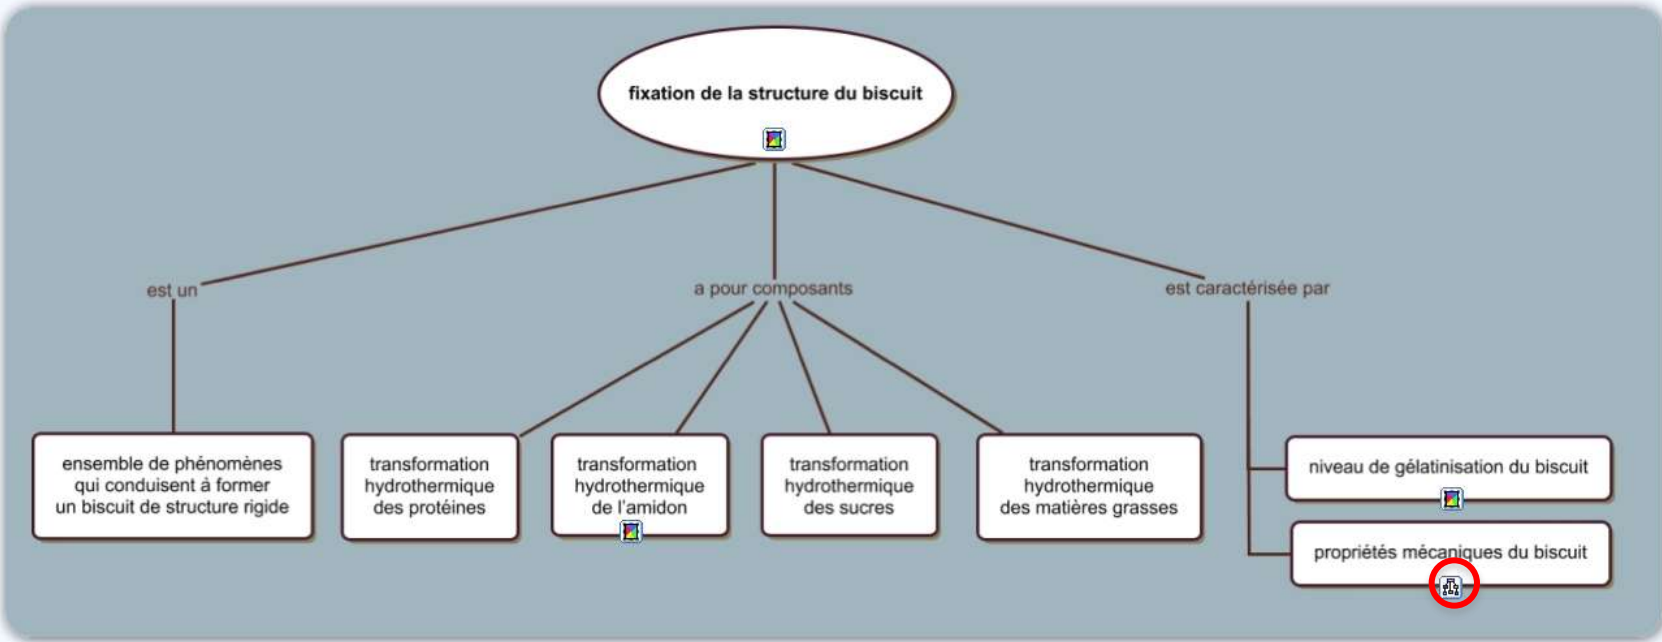 fixation de la structure du biscuit
est un
a pour composants
est caractérisée par
ensemble de phénomènes
qui conduisent à former
un biscuit de structure rigide
transformation
hydrothermique
des protéines
transformation
hydrothermique
de l'amidon
transformation
hydrothermique
des sucres
transformation
hydrothermique
des matières grasses
niveau de gélatinisation du biscuit
propriétés mécaniques du biscuit